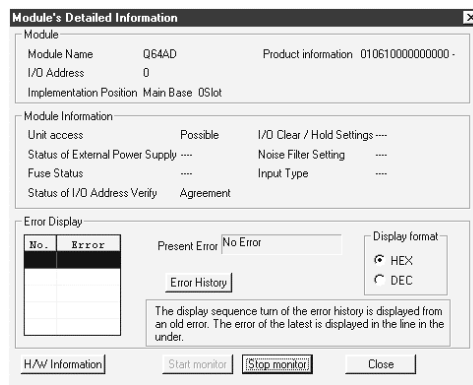 Module's Detailed Information
Module
Module Name Q64AD Product information 010610000000000 -
I/O Address 0
Implementation Position Main Base 0Slot
Module Information
Unit access Possible I/O Clear / Hold Settings ----
Status of External Power Supply ---- Noise Filter Setting ----
Fuse Status ---- Input Type ----
Status of I/O Address Verify Agreement
Error Display
No. Error
Present Error No Error
Display format
HEX
DEC
Error History
The display sequence turn of the error history is displayed from
an old error. The error of the latest is displayed in the line in the
under.
H/W Information Start monitor Stop monitor Close